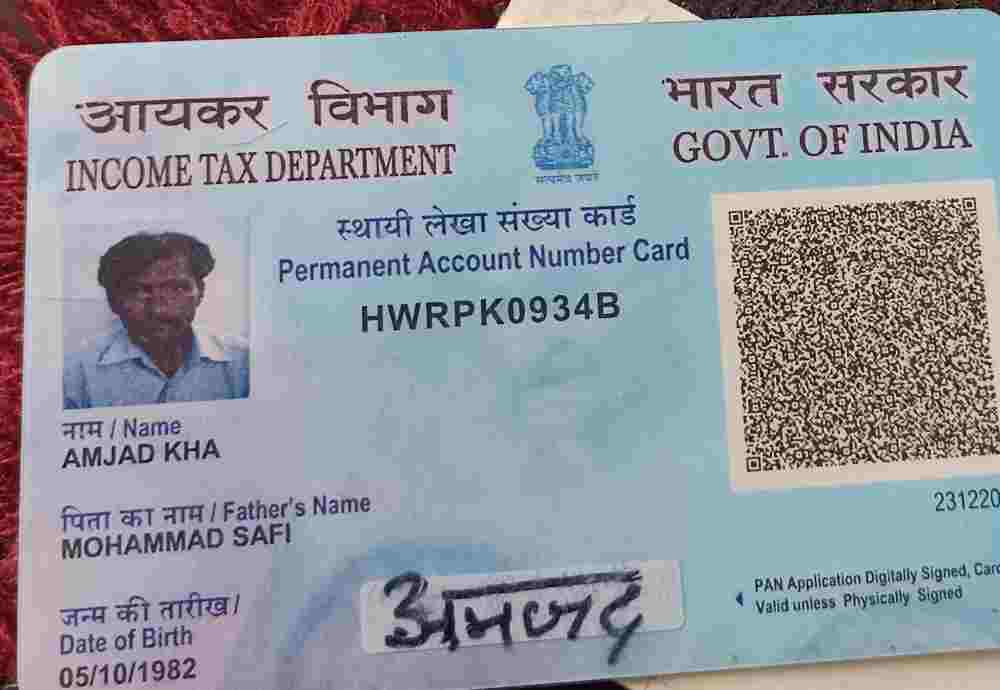 आयकर विभाग
INCOME TAX DEPARTMENT
सत्यमेव जयते
भारत सरकार
GOVT. OF INDIA
स्थायी लेखा संख्या कार्ड
Permanent Account Number Card
HWRPK0934B
नाम / Name
AMJAD KHA
पिता का नाम / Father's Name
MOHAMMAD SAFI
जन्म की तारीख/
Date of Birth
05/10/1982
अमजद
231220
PAN Application Digitally Signed, Card
Valid unless Physically Signed